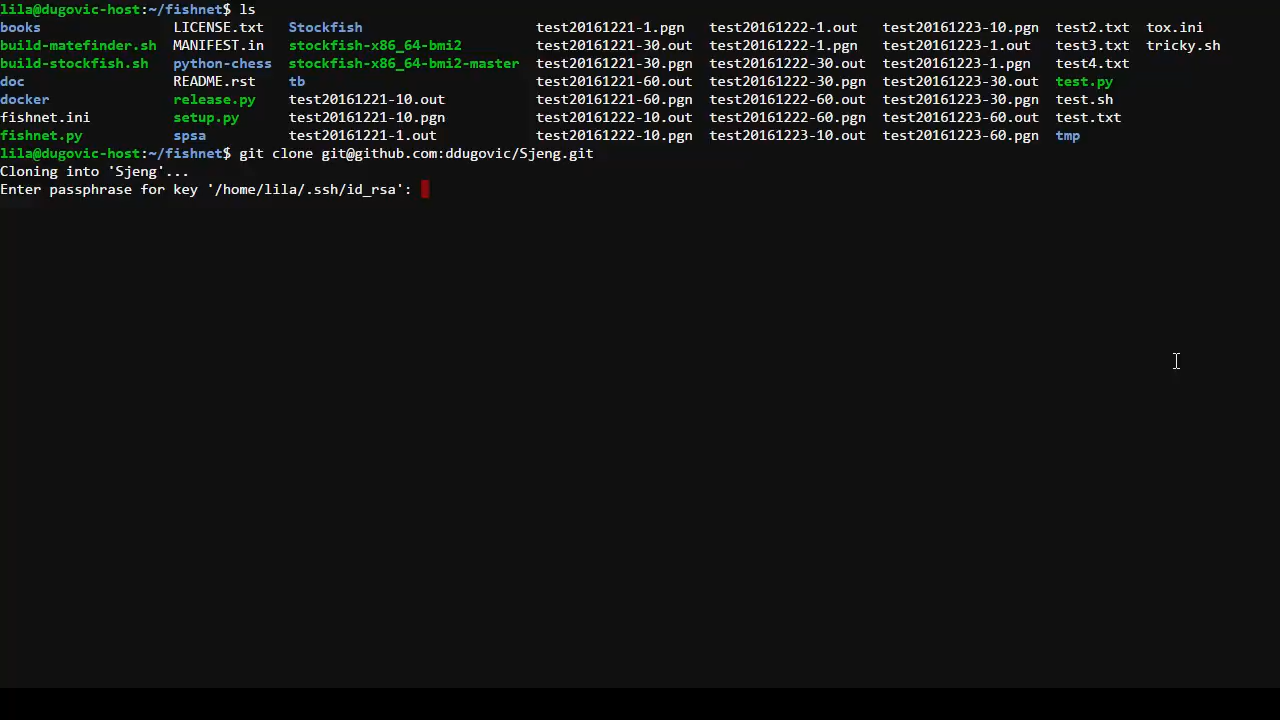 lila@dugovic-host:~/fishnet$ ls
books LICENSE.txt Stockfish test20161221-1.pgn test20161222-1.out test20161223-10.pgn test2.txt tox.ini
build-matefinder.sh MANIFEST.in stockfish-x86_64-bmi2 test20161221-30.out test20161222-1.pgn test20161223-1.out test3.txt tricky.sh
build-stockfish.sh python-chess stockfish-x86_64-bmi2-master test20161221-30.pgn test20161222-30.out test20161223-1.pgn test4.txt
doc README.rst tb test20161221-60.out test20161222-30.pgn test20161223-30.out test.py
docker release.py test20161221-10.out test20161221-60.pgn test20161222-60.out test20161223-30.pgn test.sh
fishnet.ini setup.py test20161221-10.pgn test20161222-10.out test20161222-60.pgn test20161223-60.out test.txt
fishnet.py spsa test20161221-1.out test20161222-10.pgn test20161223-10.out test20161223-60.pgn tmp
lila@dugovic-host:~/fishnet$ git clone git@github.com:ddugovic/Sjeng.git
Cloning into 'Sjeng'...
Enter passphrase for key '/home/lila/.ssh/id_rsa':